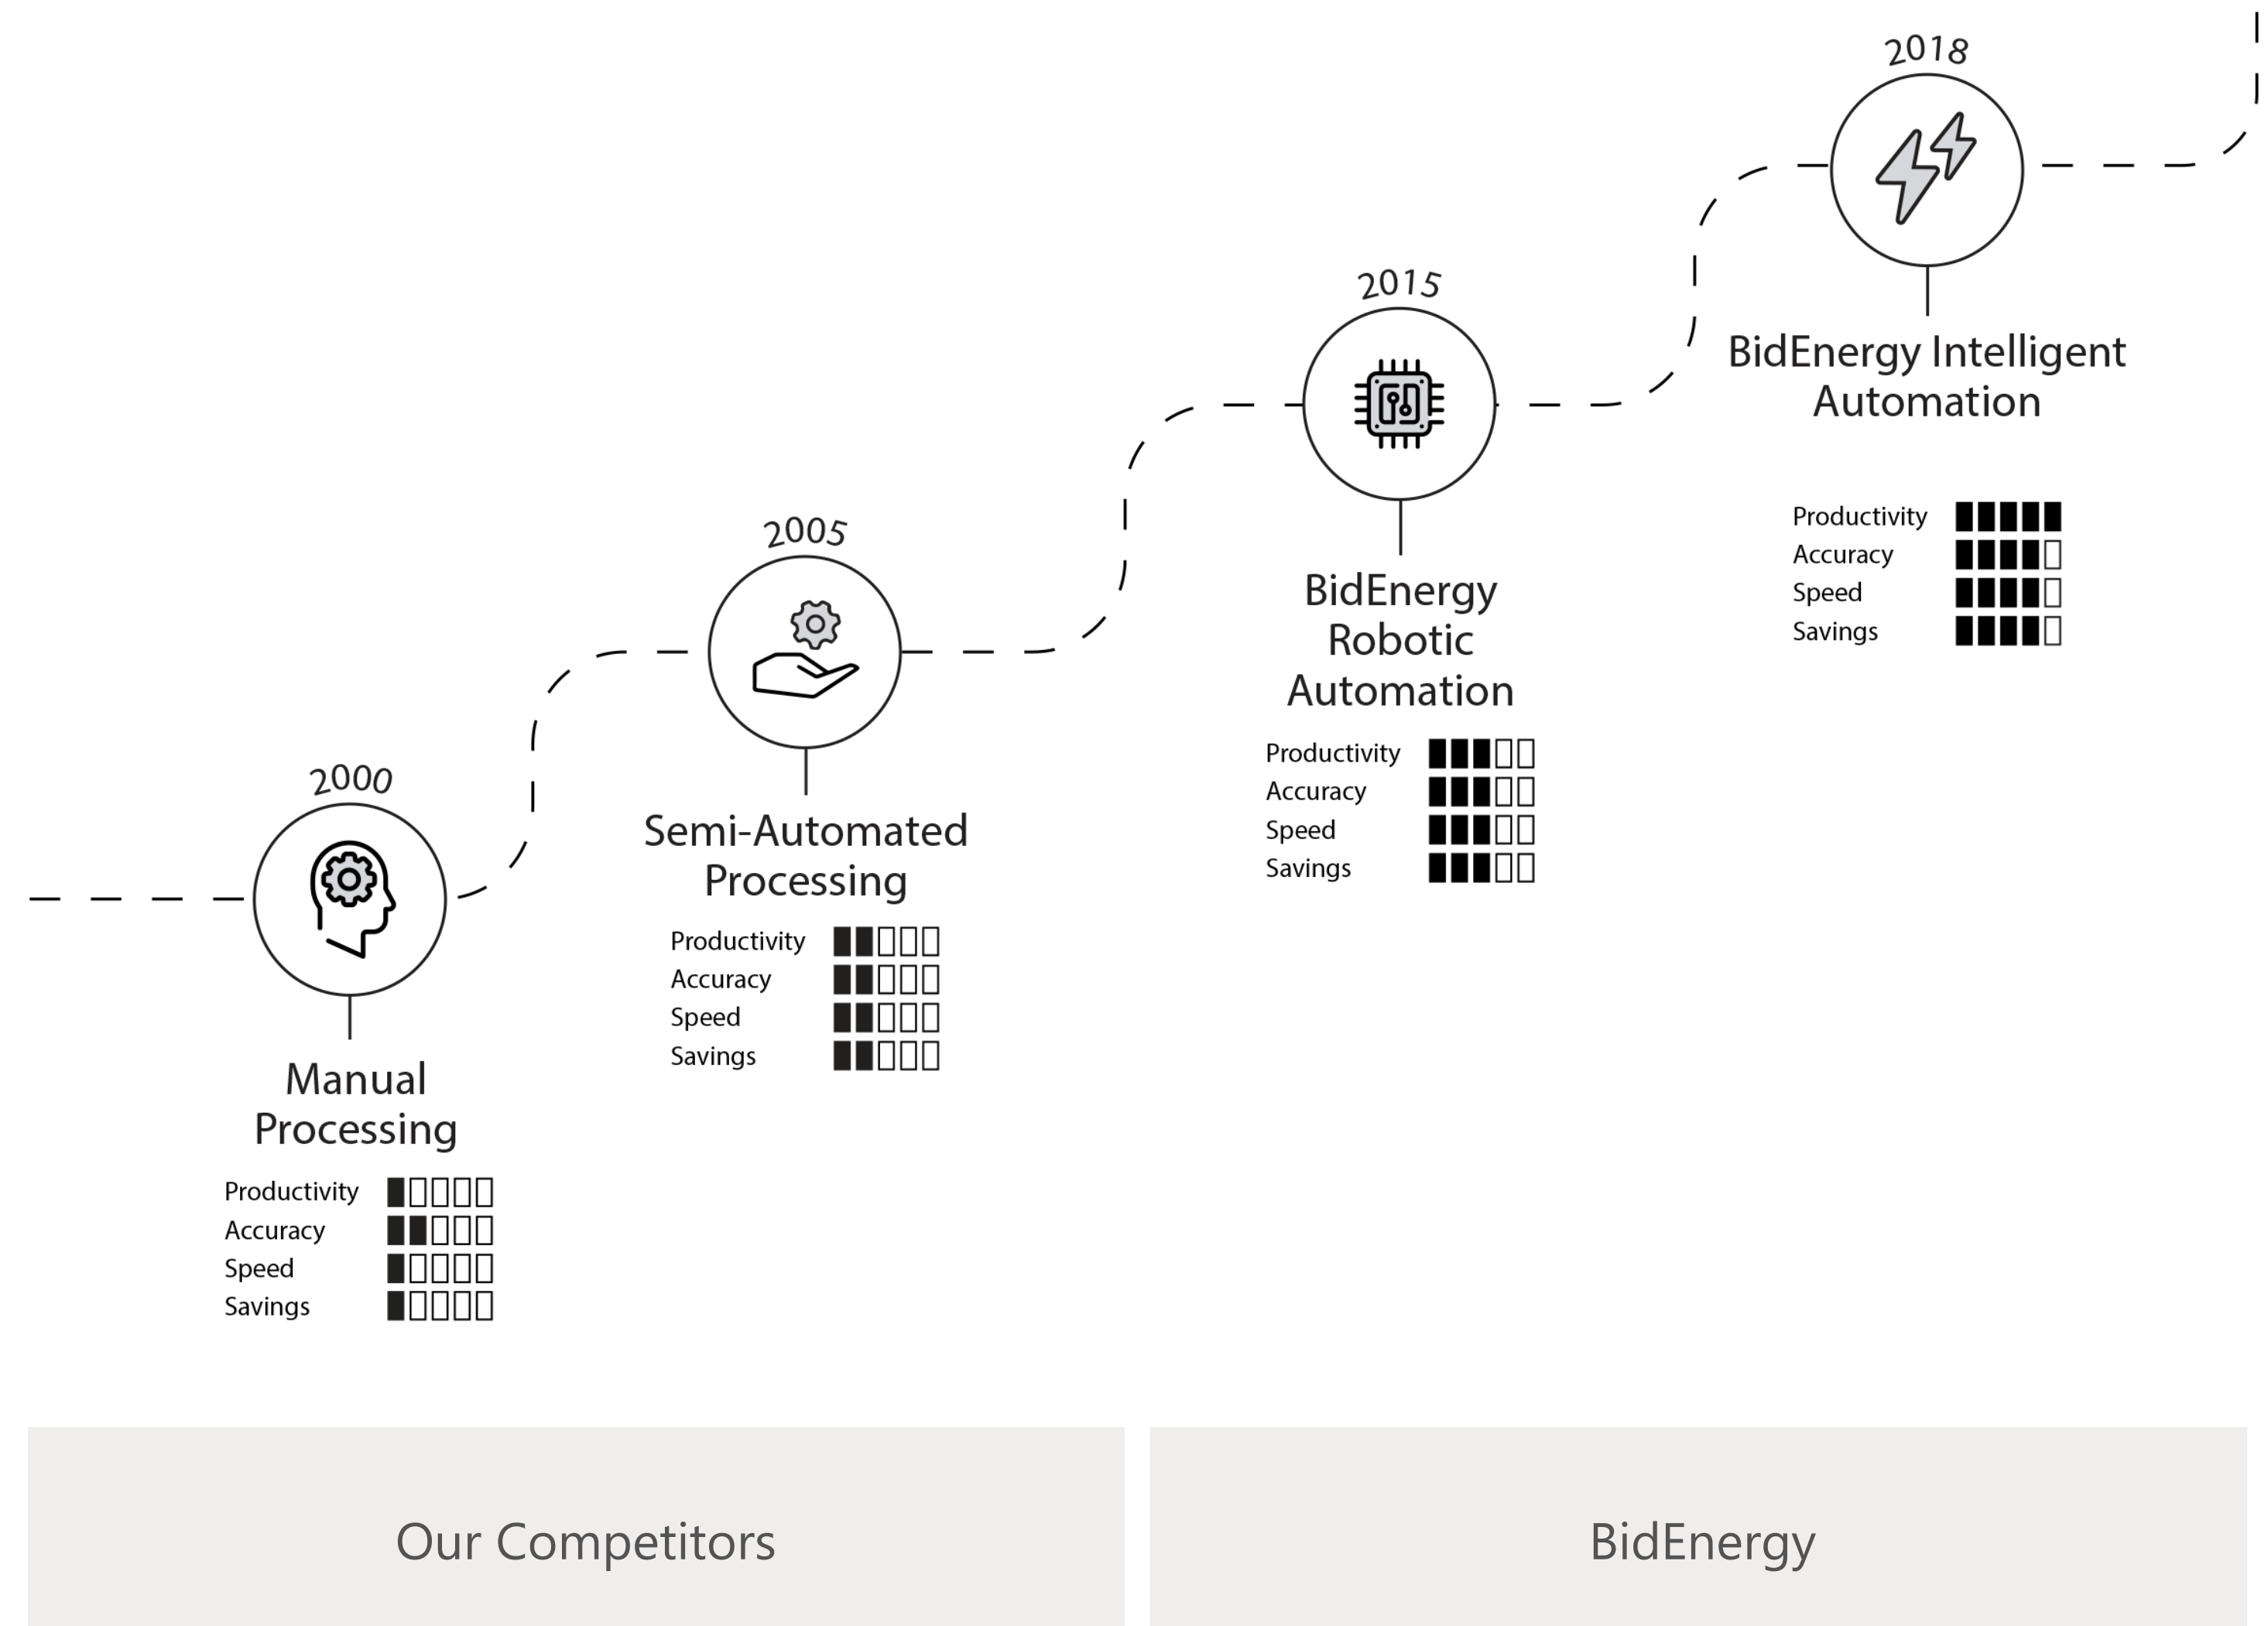 2000
Manual
Processing
Productivity
Accuracy
Speed
Savings
2005
Semi-Automated
Processing
Productivity
Accuracy
Speed
Savings
2015
BidEnergy
Robotic
Automation
Productivity
Accuracy
Speed
Savings
2018
BidEnergy Intelligent
Automation
Productivity
Accuracy
Speed
Savings
Our Competitors
BidEnergy